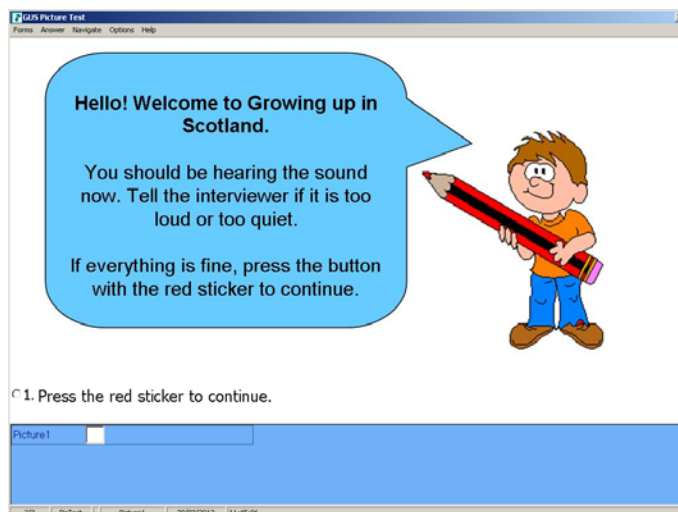 GUS Picture Test
Forms Answer Navigate Options Help
Hello! Welcome to Growing up in
Scotland.
You should be hearing the sound
now. Tell the interviewer if it is too
loud or too quiet.
If everything is fine, press the button
with the red sticker to continue.
1. Press the red sticker to continue.
Picture1